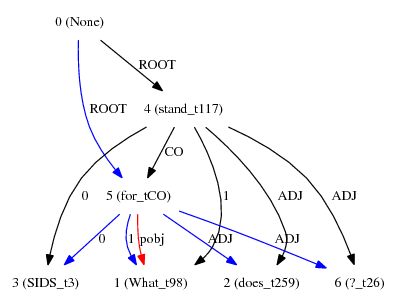 0 (None)
ROOT
ROOT
4 (stand_t117)
CO
0
5 (for_tCO)
1
ADJ
ADJ
0
1
pobj
ADJ
ADJ
3 (SIDS_t3)
1 (What_t98)
2 (does_t259)
6 (?_t26)